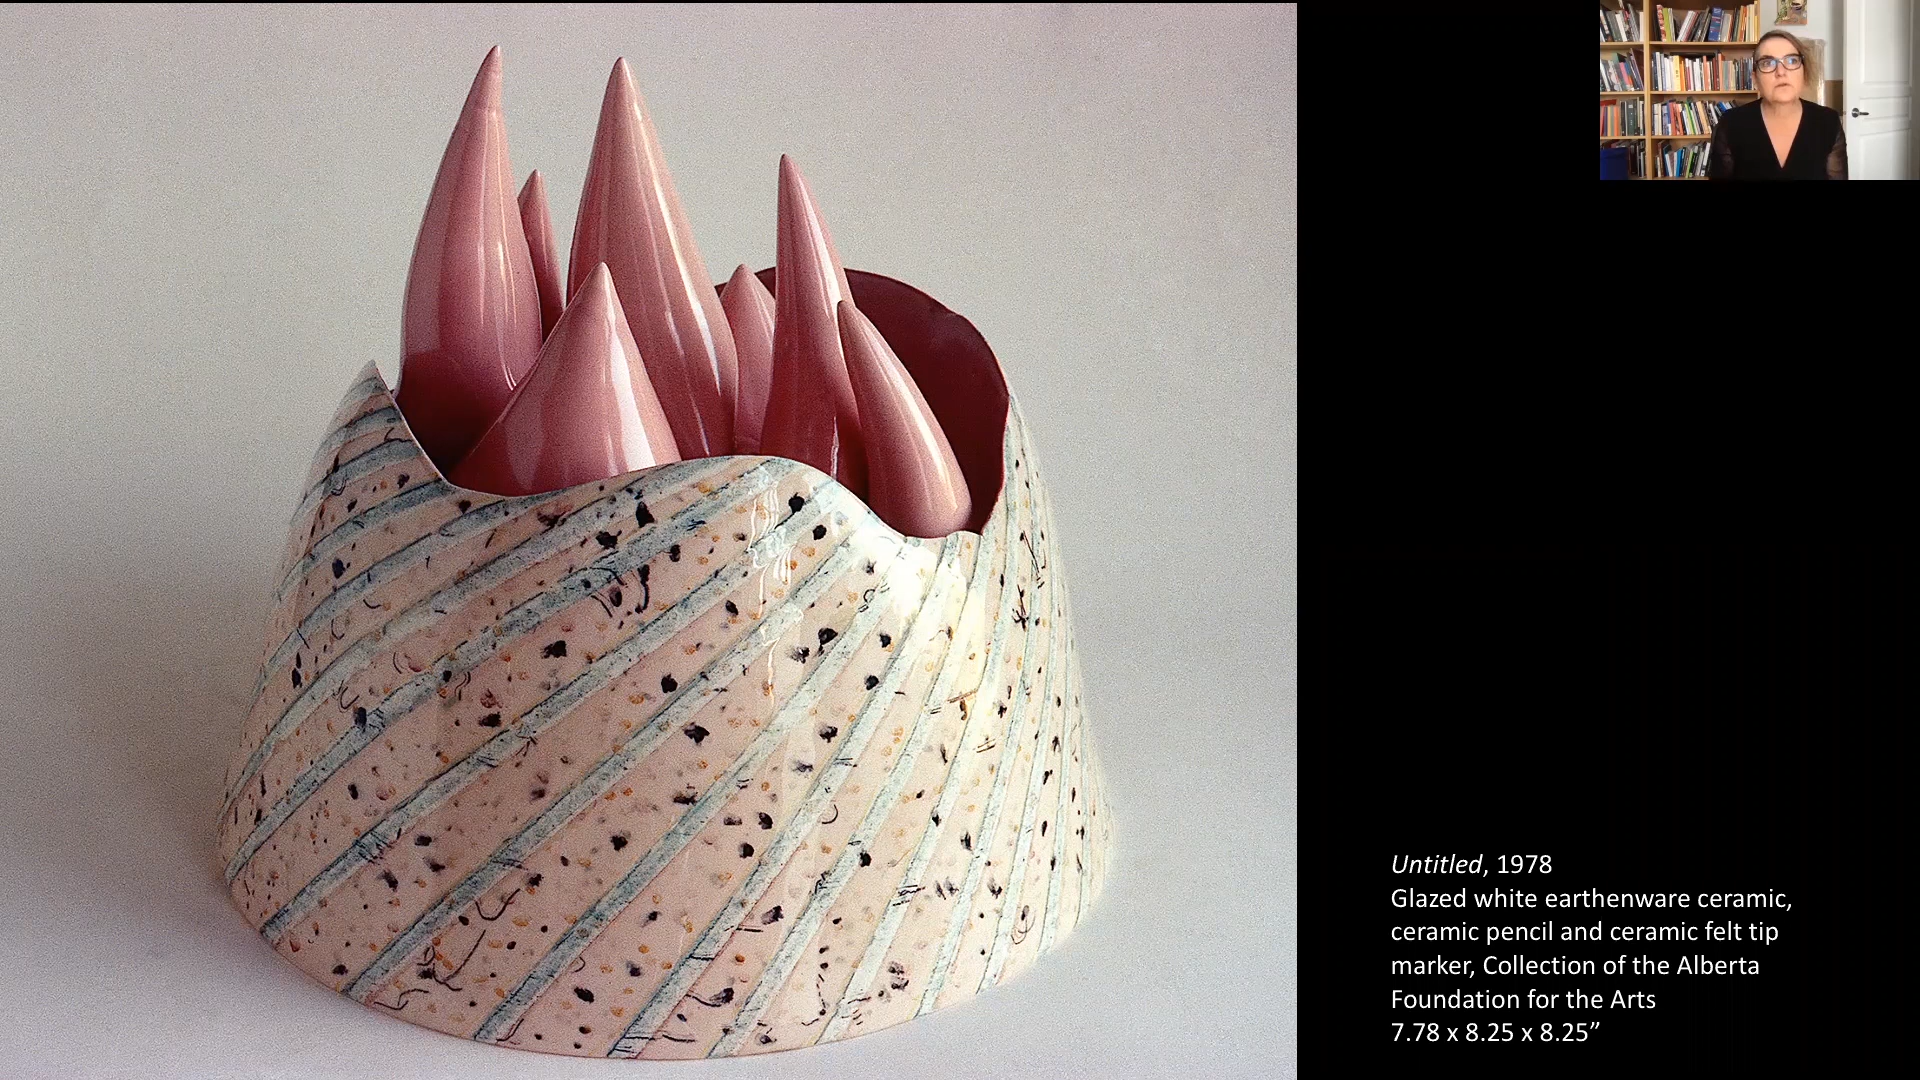 Untitled, 1978
Glazed white earthenware ceramic,
ceramic pencil and ceramic felt tip
marker, Collection of the Alberta
Foundation for the Arts
7.78 x 8.25 x 8.25”